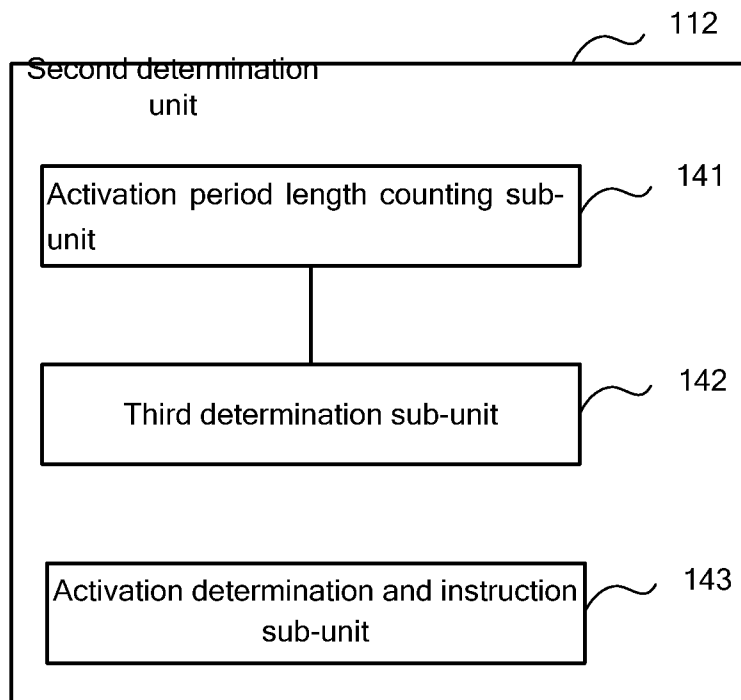 112
Second determination
unit
141
Activation period length counting sub-
unit
142
Third determination sub-unit
143
Activation determination and instruction
sub-unit